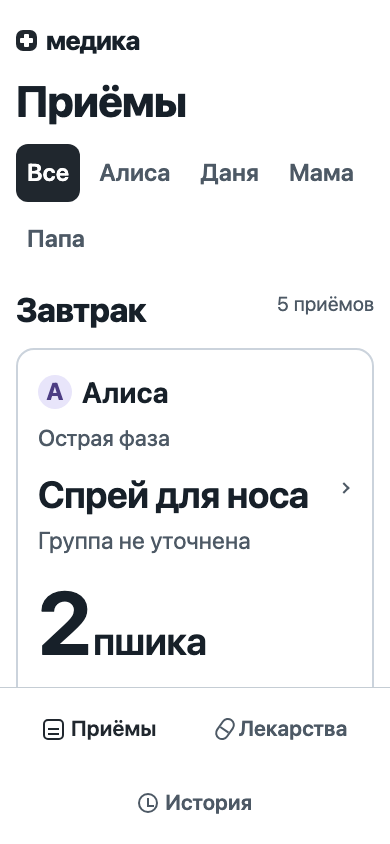 медика
Приёмы
Все Алиса Даня Мама
Папа
Завтрак 5 приёмов
А Алиса
Острая фаза
Спрей для носа
Группа не уточнена
2 пшика
Приёмы Лекарства
История